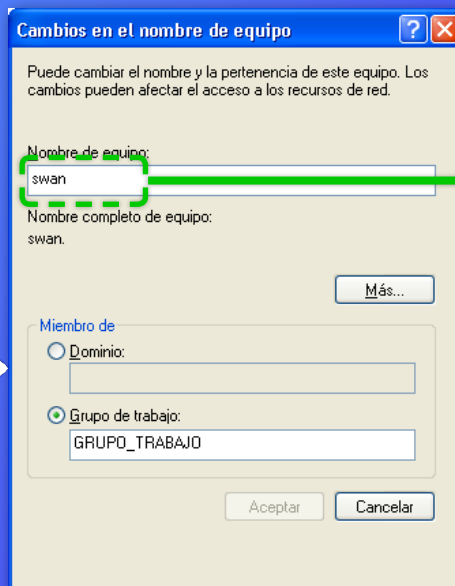 Cambios en el nombre de equipo
Puede cambiar el nombre y la pertenencia de este equipo. Los
cambios pueden afectar el acceso a los recursos de red.
Nombre de equipo:
swan
Nombre completo de equipo:
swan.
Más...
Miembro de
Dominio:
Grupo de trabajo:
GRUPO_TRABAJO
Aceptar
Cancelar